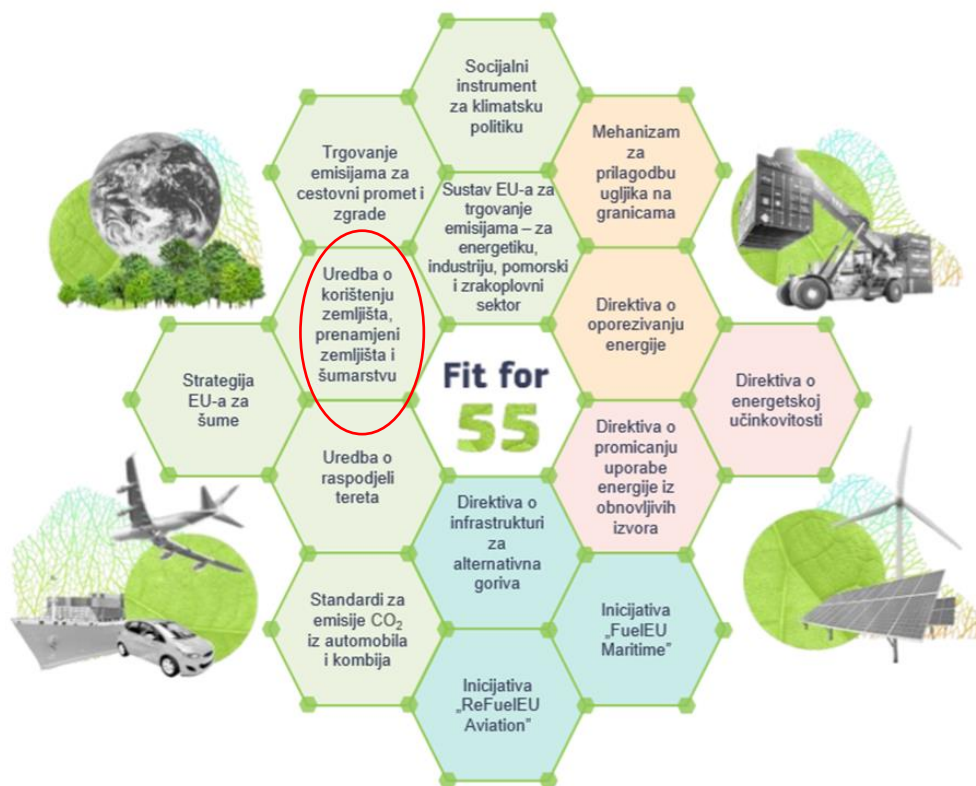 Socijalni
instrument
za klimatsku
politiku
Trgovanje
emisijama za
cestovni promet i
zgrade
Mehanizam
za
prilagodbu
ugljika na
granicama
Sustav EU-a za
trgovanje
emisijama – za
energetiku,
industriju, pomorski
i zrakoplovni
sektor
Uredba o
korištenju
zemljišta,
prenamjeni
zemljišta i
šumarstvu
Direktiva o
oporezivanju
energije
Strategija
EU-a za
šume
Fit for
55
Direktiva o
energetskoj
učinkovitosti
Uredba o
raspodjeli
tereta
Direktiva o
promicanju
uporabe
energije iz
obnovljivih
izvora
Direktiva o
infrastrukturi
za
alternativna
goriva
Standardi za
emisije CO₂
iz automobila
i kombija
Inicijativa
„FuelEU
Maritime”
Inicijativa
„ReFuelEU
Aviation”